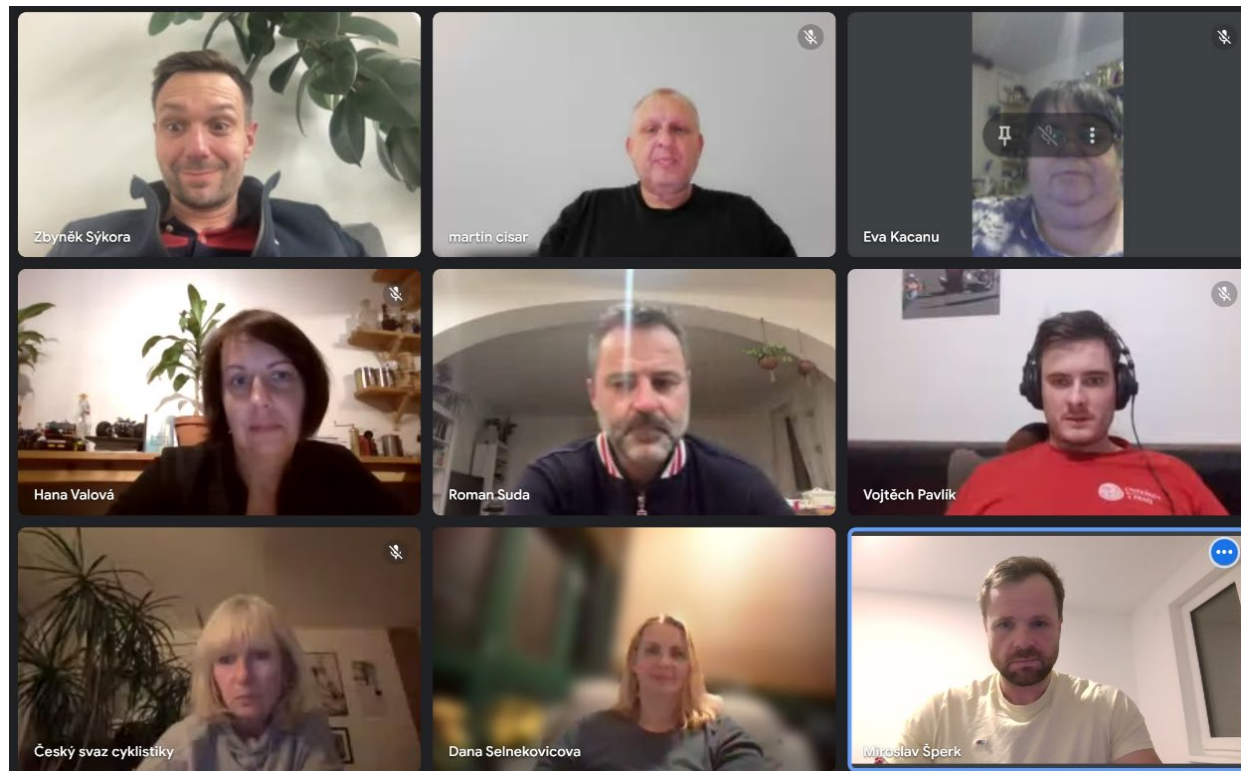 Zbyněk Sýkora
martin cisar
Eva Kacanu
Hana Valová
Roman Suda
Vojtěch Pavlík
Český svaz cyklistiky
Dana Selnekovicova
Miroslav Šperk